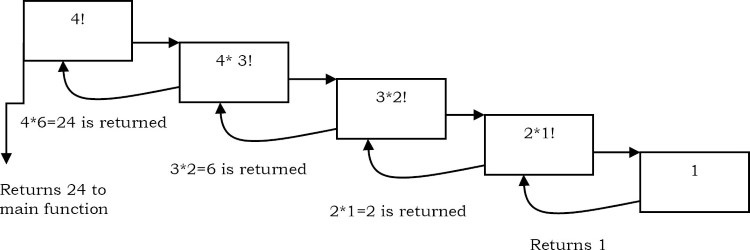 4!
4* 3!
3*2!
4*6=24 is returned
2*1!
3*2=6 is returned
1
Returns 24 to
main function
2*1=2 is returned
Returns 1